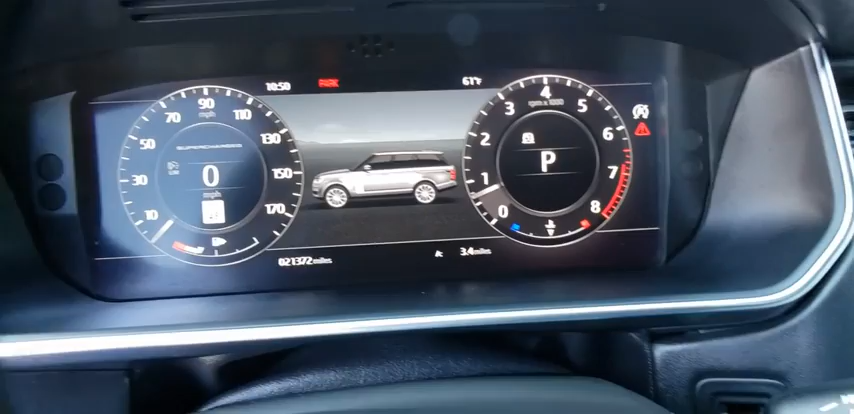 10:50
PARK
61°F
90
70
110
mph
50
130
SUPERCHARGED
30
0
150
mph
10
170
4
3
5
rpm x 1000
2
6
P
1
7
0
8
021372 miles
3.4 miles